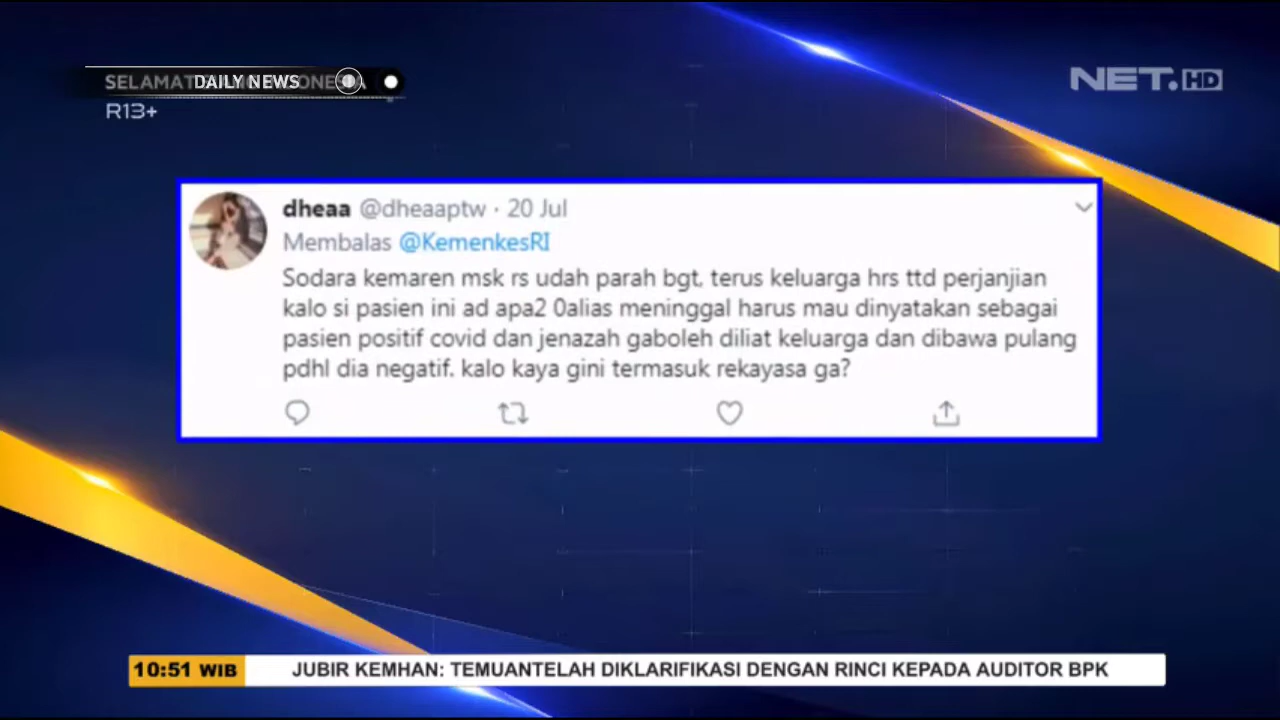 SELAMAT DAILY NEWS
R13+
NET. HD
dheaa @dheaaptw · 20 Jul
Membalas @KemenkesRI
Sodara kemaren msk rs udah parah bgt, terus keluarga hrs ttd perjanjian
kalo si pasien ini ad apa2 0alias meninggal harus mau dinyatakan sebagai
pasien positif covid dan jenazah gaboleh diliat keluarga dan dibawa pulang
pdhl dia negatif. kalo kaya gini termasuk rekayasa ga?
10:51 WIB
JUBIR KEMHAN: TEMUANTELAH DIKLARIFIKASI DENGAN RINCI KEPADA AUDITOR BPK